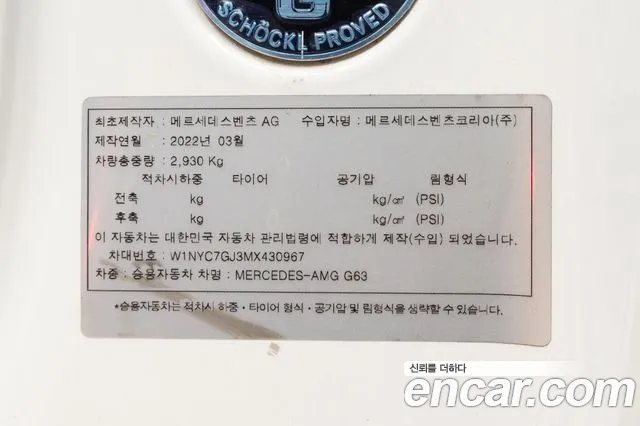 G
SCHÖCKL PROVED
최초제작자 : 메르세데스벤츠 AG 수입자명 : 메르세데스벤츠코리아(주)
제작연월 : 2022년 03월
차량총중량 : 2,930 Kg
적차시하중 타이어 공기압 림형식
전축 kg kg/㎠ (PSI)
후축 kg kg/㎠ (PSI)
이 자동차는 대한민국 자동차 관리법령에 적합하게 제작(수입) 되었습니다.
차대번호 : W1NYC7GJ3MX430967
차종 : 승용자동차 차명 : MERCEDES-AMG G63
*승용자동차는 적차시 하중·타이어 형식·공기압 및 림형식을 생략할 수 있습니다.
신뢰를 더하다
encar.com